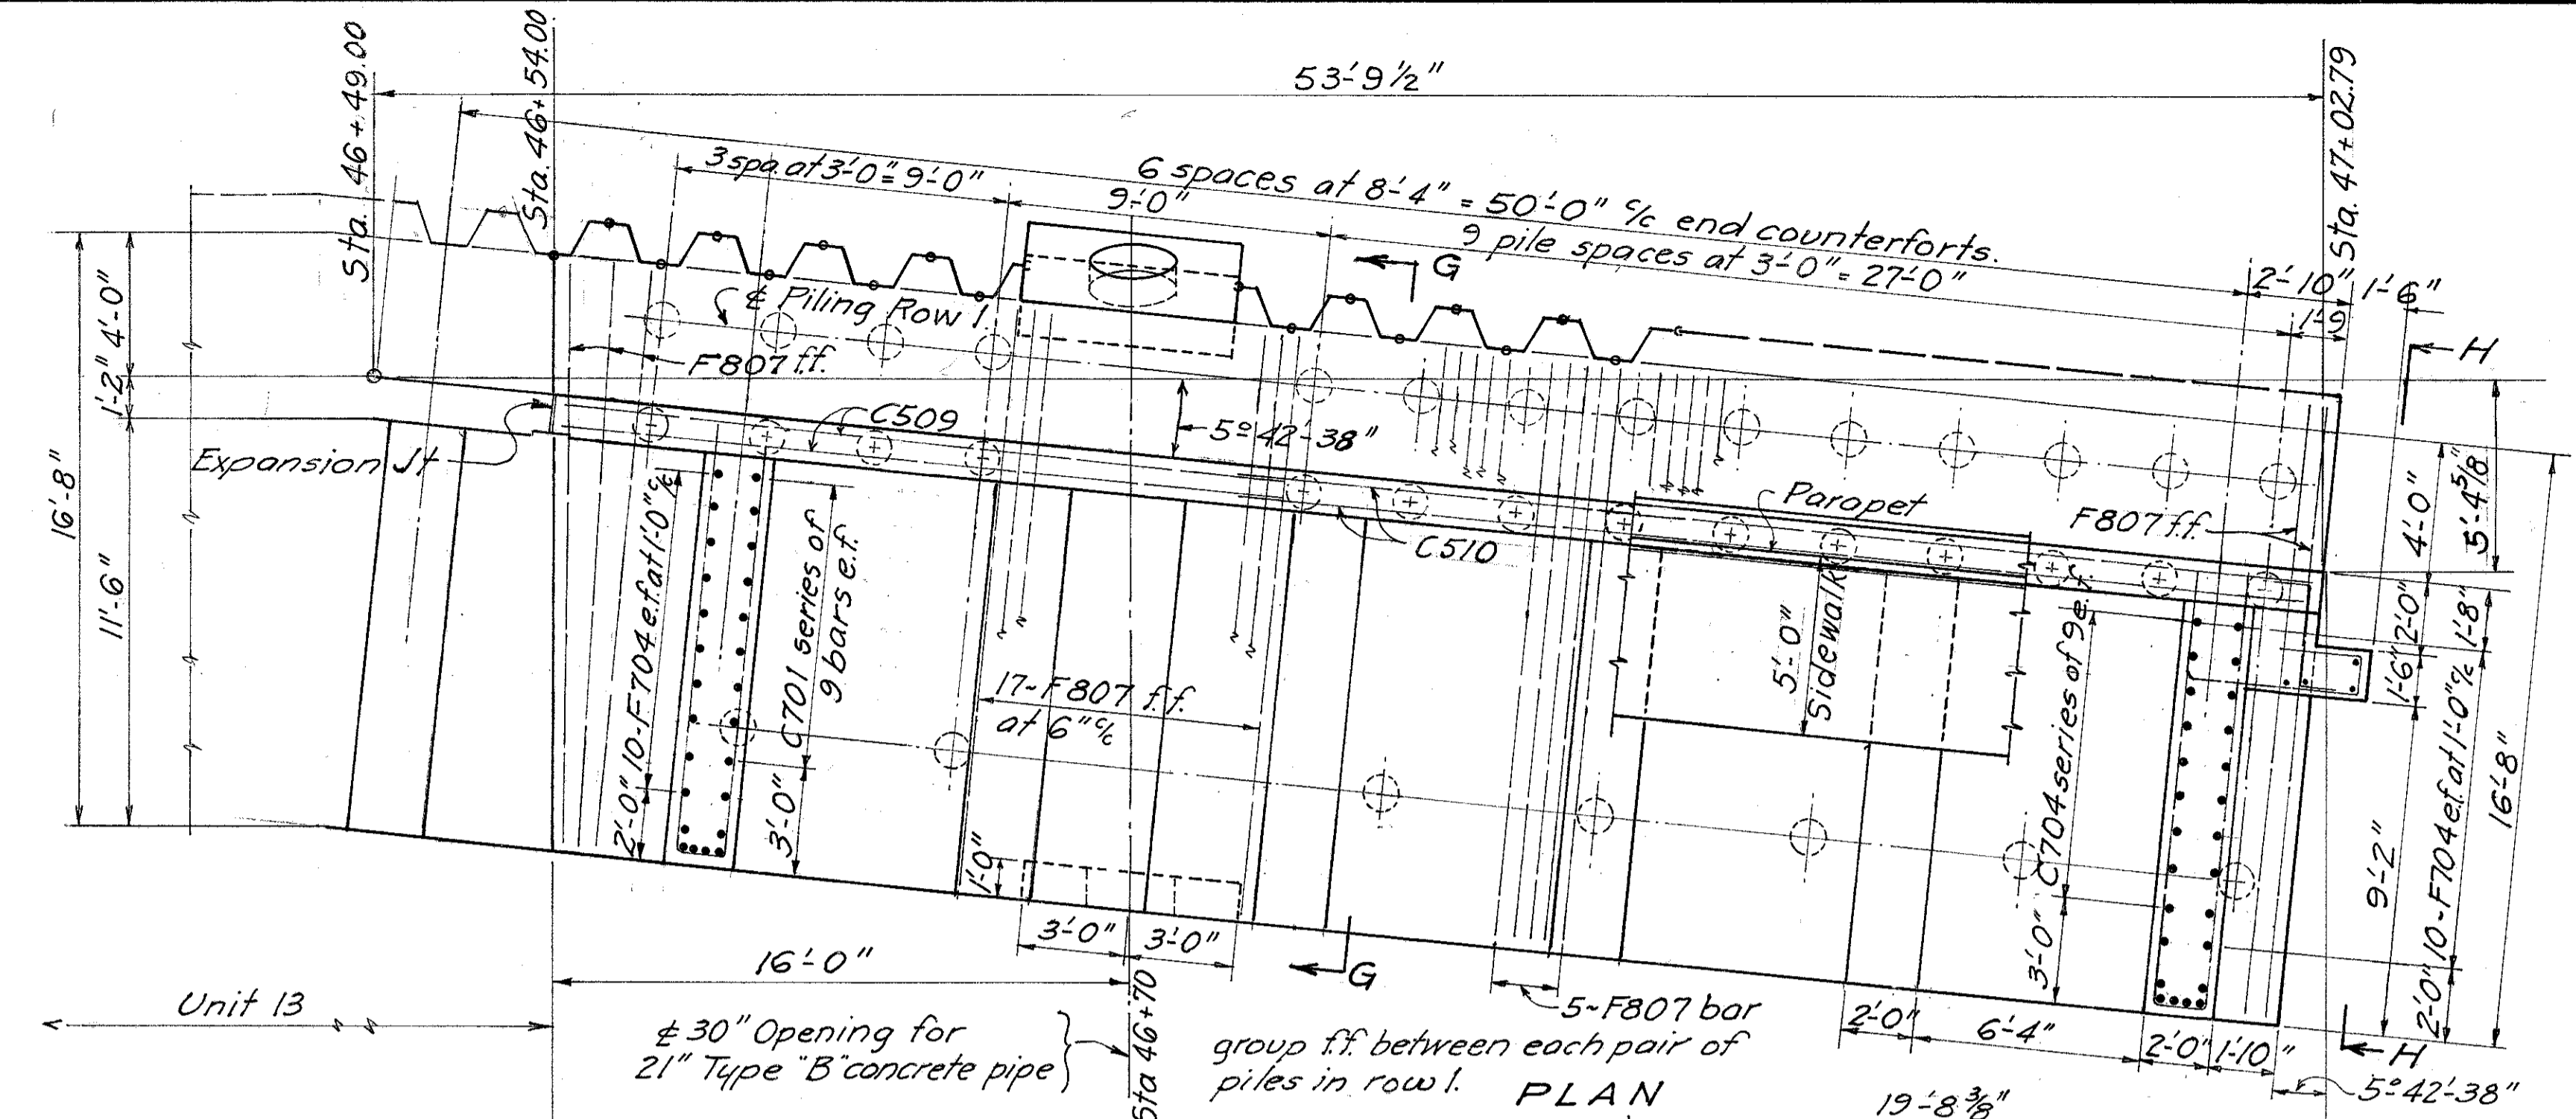 53'-9 1/2"
Sta. 46+49.00
Sta. 46+54.00
Sta. 47+02.79
3 spa. at 3'-0" = 9'-0"
6 spaces at 8'-4" = 50'-0" c/c end counterforts.
9'-0"
9 pile spaces at 3'-0" = 27'-0"
2'-10"
1'-6"
1'-9
G
H
℄ Piling Row 1
F807 f.f.
4'-0"
1'-2"
16'-8"
11'-6"
C509
5°-42'-38"
Expansion Jt
Parapet
F807 f.f.
C510
4'-0"
5'-4 5/8"
2'-0" 10-F704 e.f. at 1'-0" c/c
C701 series of
9 bars e.f.
3'-0"
17-F807 f.f.
at 6" c/c
5'-0"
Sidewalk
C704 series of 9 e.f.
3'-0"
2'-0"
1'-8"
1'-6"
9'-2"
2'-0" 10-F704 e.f. at 1'-0" c/c
16'-8"
1'-0"
3'-0"
3'-0"
16'-0"
G
Unit 13
℄ 30" Opening for
21" Type "B" concrete pipe
Sta 46+70
5-F807 bar
group f.f. between each pair of
piles in row 1.
2'-0"
6'-4"
2'-0"
1'-10"
H
5°-42'-38"
PLAN
19'-8 3/8"